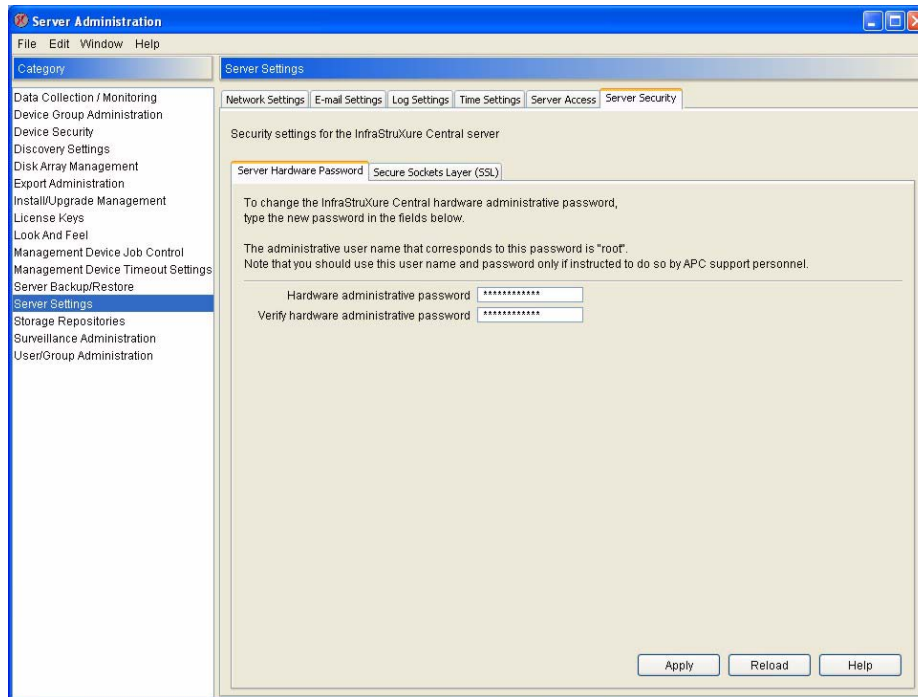 Server Administration
File Edit Window Help
Category
Data Collection / Monitoring
Device Group Administration
Device Security
Discovery Settings
Disk Array Management
Export Administration
Install/Upgrade Management
License Keys
Look And Feel
Management Device Job Control
Management Device Timeout Settings
Server Backup/Restore
Server Settings
Storage Repositories
Surveillance Administration
User/Group Administration
Server Settings
Network Settings E-mail Settings Log Settings Time Settings Server Access Server Security
Security settings for the InfraStruXure Central server
Server Hardware Password Secure Sockets Layer (SSL)
To change the InfraStruXure Central hardware administrative password,
type the new password in the fields below.
The administrative user name that corresponds to this password is "root".
Note that you should use this user name and password only if instructed to do so by APC support personnel.
Hardware administrative password ************
Verify hardware administrative password ************
Apply Reload Help